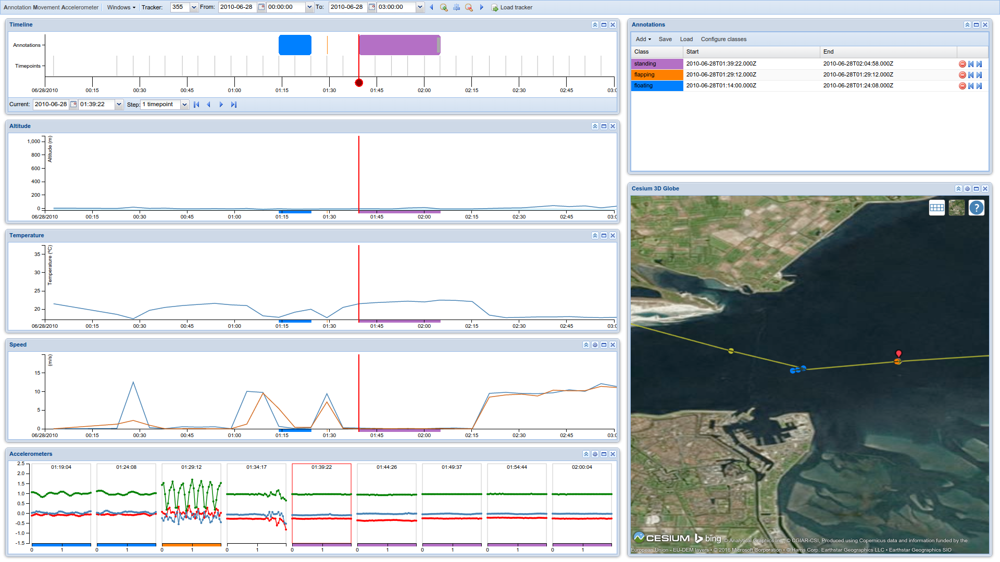 Annotation Movement Accelerometer Windows Tracker: 355 From: 2010-06-28 00:00:00 To: 2010-06-28 03:00:00 Load tracker
Timeline
Annotations
Timepoints
06/28/2010 00:15 00:30 00:45 01:00 01:15 01:30 01:45 02:00 02:15 02:30 02:45 03:0
Current: 2010-06-28 01:39:22 Step: 1 timepoint
Altitude
Altitude (m)
1,000
800
600
400
200
0
06/28/2010 00:15 00:30 00:45 01:00 01:15 01:30 01:45 02:00 02:15 02:30 02:45 03:0
Temperature
Temperature (°C)
35
30
25
20
06/28/2010 00:15 00:30 00:45 01:00 01:15 01:30 01:45 02:00 02:15 02:30 02:45 03:0
Speed
(m/s)
15
10
5
0
06/28/2010 00:15 00:30 00:45 01:00 01:15 01:30 01:45 02:00 02:15 02:30 02:45 03:0
Accelerometers
01:19:04 01:24:08 01:29:12 01:34:17 01:39:22 01:44:26 01:49:37 01:54:44 02:00:04
2.5
2.0
1.5
1.0
0.5
0.0
-0.5
-1.0
-1.5
0 1 0 1 0 1 0 1 0 1 0 1 0 1 0 1 0 1
Annotations
Add Save Load Configure classes
Class Start End
standing 2010-06-28T01:39:22.000Z 2010-06-28T02:04:58.000Z
flapping 2010-06-28T01:29:12.000Z 2010-06-28T01:29:12.000Z
floating 2010-06-28T01:14:00.000Z 2010-06-28T01:24:08.000Z
Cesium 3D Globe
?
CESIUM bing © Analytical Graphics Inc., © CGIAR-CSI, Produced using Copernicus data and information funded by the
European Union - EU-DEM layers • © 2016 Microsoft Corporation • © Harris Corp, Earthstar Geographics LLC • Earthstar Geographics SIO